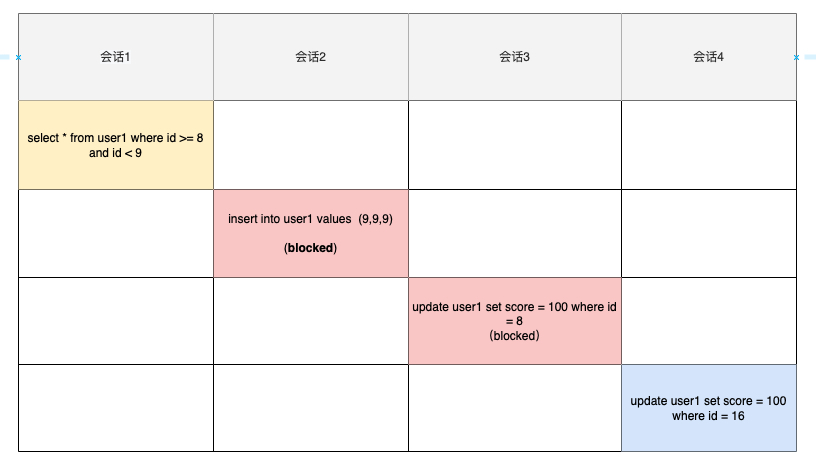 会话1
会话2
会话3
会话4
select * from user1 where id >= 8
and id < 9
insert into user1 values  (9,9,9)
(blocked)
update user1 set score = 100 where id
= 8
（blocked）
update user1 set score = 100
where id = 16